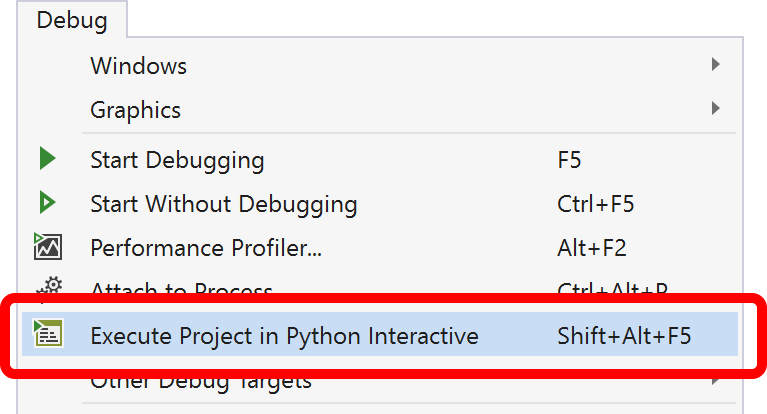 Debug
Windows
Graphics
Start Debugging F5
Start Without Debugging Ctrl+F5
Performance Profiler... Alt+F2
Attach to Process Ctrl+Alt+P
Execute Project in Python Interactive Shift+Alt+F5
Other Debug Targets